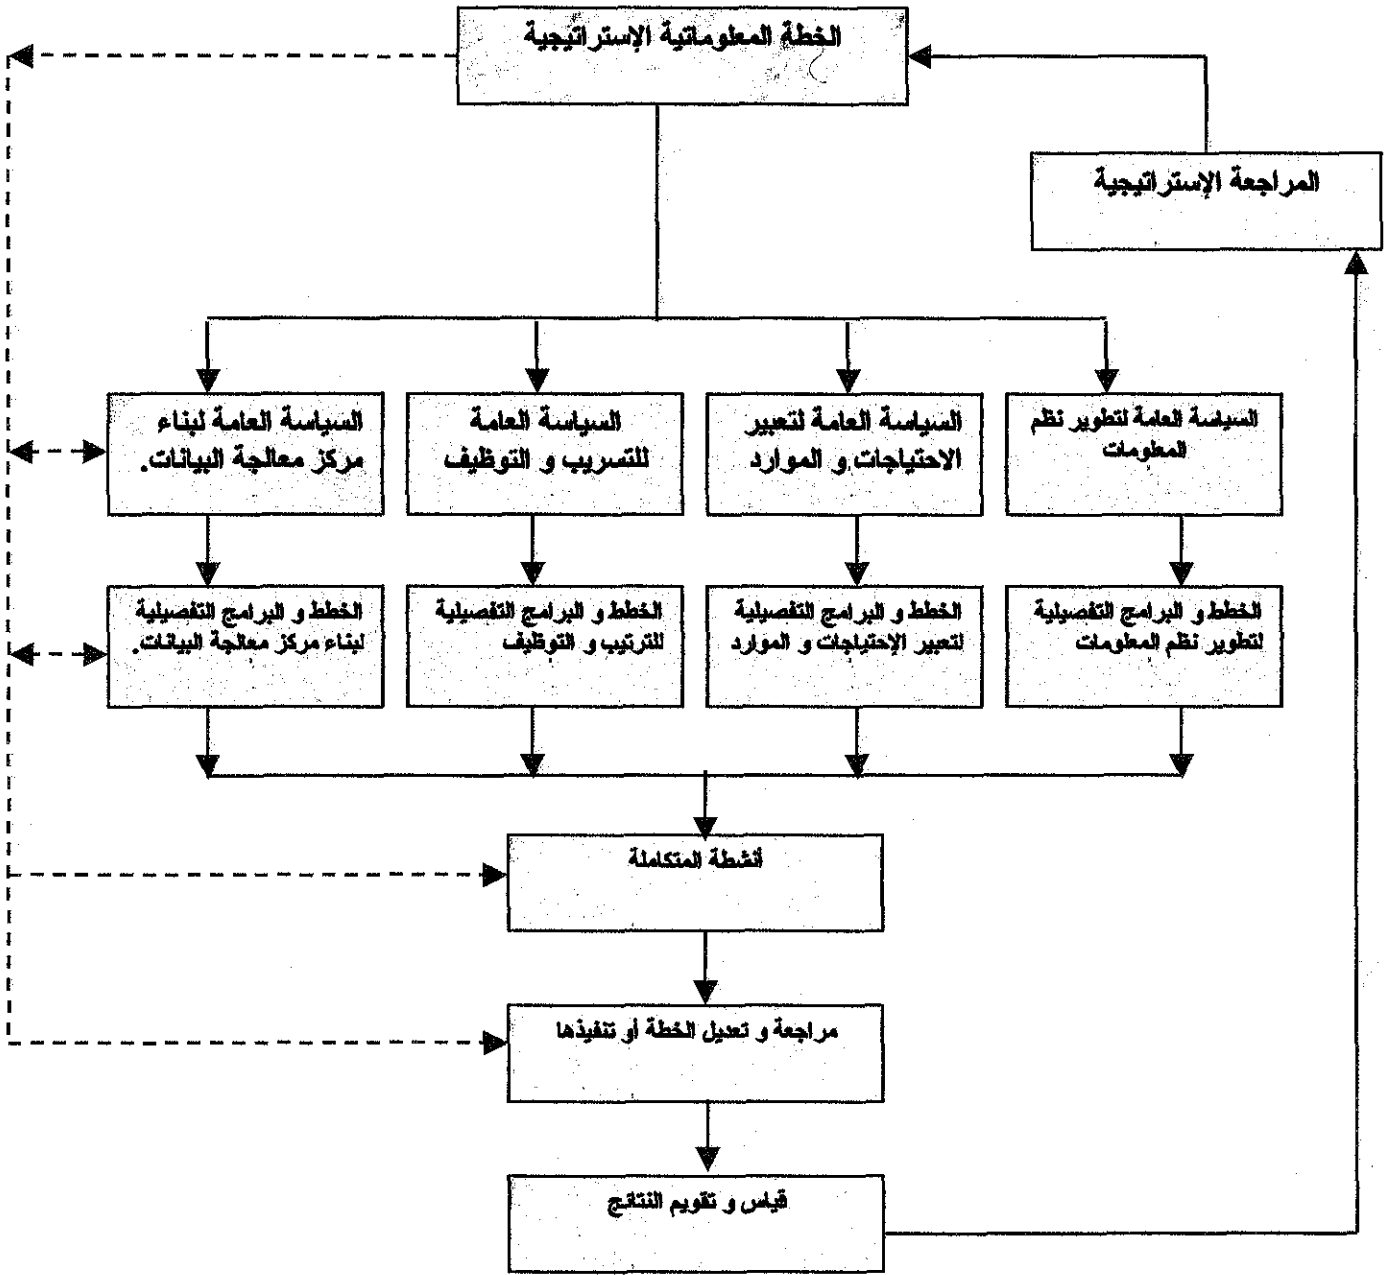 الخطة المعلوماتية الإستراتيجية
المراجعة الإستراتيجية
السياسة العامة لتطوير نظم
المعلومات
السياسة العامة لتعبير
الاحتياجات و الموارد
السياسة العامة
للتسريب و التوظيف
السياسة العامة لبناء
مركز معالجة البيانات.
الخطط و البرامج التفصيلية
لتطوير نظم المعلومات
الخطط و البرامج التفصيلية
لتعبير الإحتياجات و الموارد
الخطط و البرامج التفصيلية
للترتيب و التوظيف
الخطط و البرامج التفصيلية
لبناء مركز معالجة البيانات.
أنشطة المتكاملة
مراجعة و تعديل الخطة أو تنفيذها
قياس و تقويم النتائج